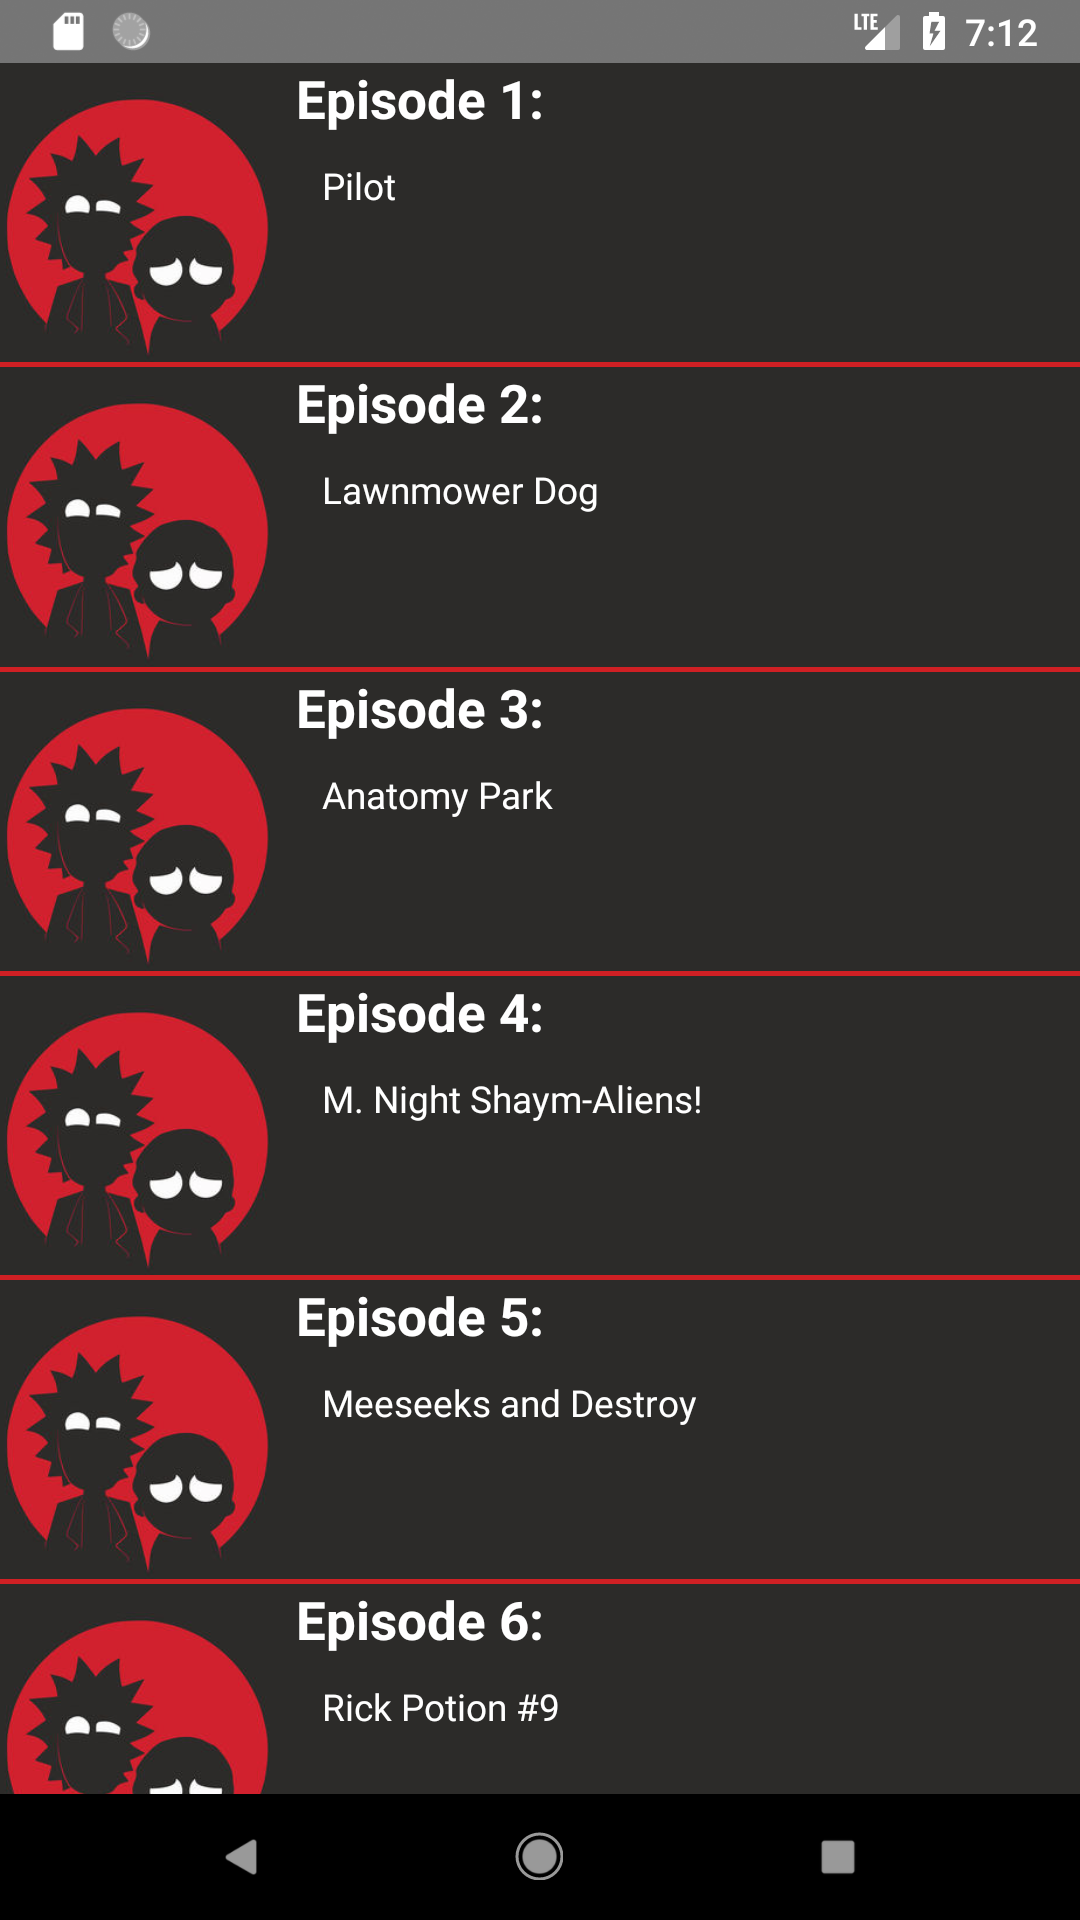 LTE 7:12
Episode 1:
Pilot
Episode 2:
Lawnmower Dog
Episode 3:
Anatomy Park
Episode 4:
M. Night Shaym-Aliens!
Episode 5:
Meeseeks and Destroy
Episode 6:
Rick Potion #9